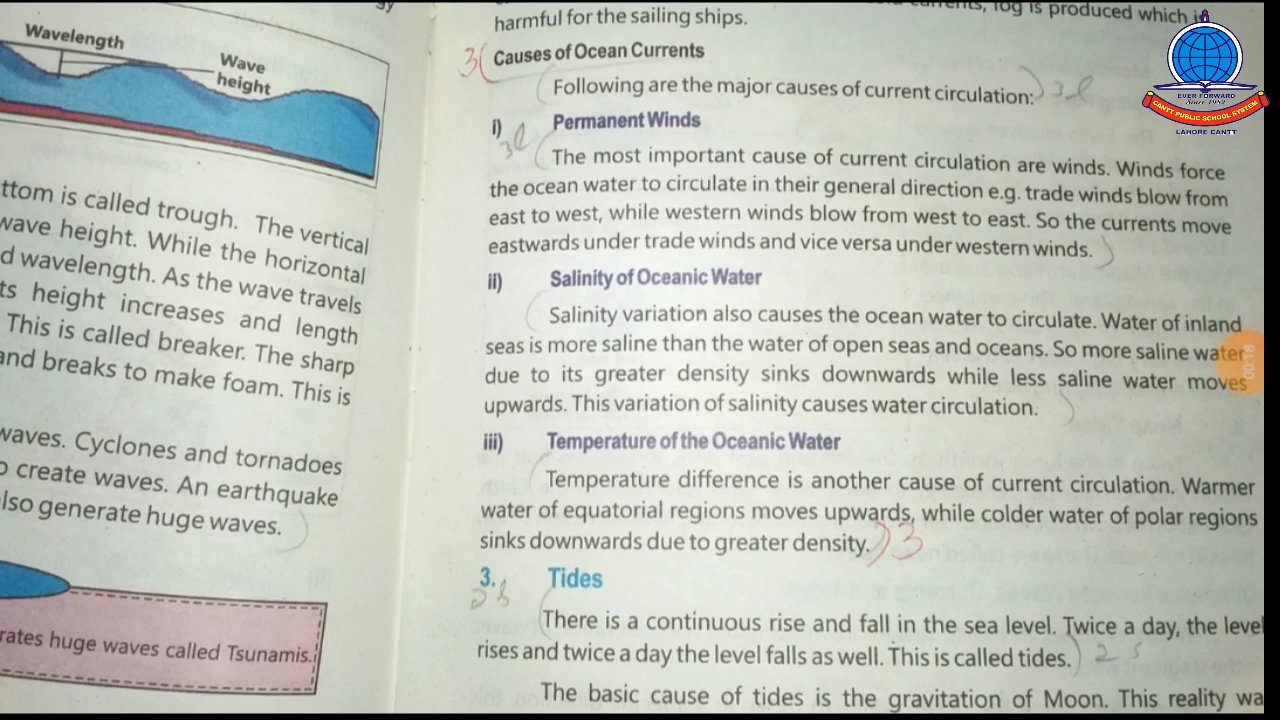 gy
Wavelength
Wave
height
ttom is called trough. The vertical
wave height. While the horizontal
d wavelength. As the wave travels
ts height increases and length
This is called breaker. The sharp
and breaks to make foam. This is
waves. Cyclones and tornadoes
o create waves. An earthquake
lso generate huge waves.
rates huge waves called Tsunamis.
fog is produced which i
harmful for the sailing ships.
3( Causes of Ocean Currents
Following are the major causes of current circulation:
i) Permanent Winds
The most important cause of current circulation are winds. Winds force
the ocean water to circulate in their general direction e.g. trade winds blow from
east to west, while western winds blow from west to east. So the currents move
eastwards under trade winds and vice versa under western winds.
ii) Salinity of Oceanic Water
Salinity variation also causes the ocean water to circulate. Water of inland
seas is more saline than the water of open seas and oceans. So more saline water
due to its greater density sinks downwards while less saline water moves
upwards. This variation of salinity causes water circulation.
iii) Temperature of the Oceanic Water
Temperature difference is another cause of current circulation. Warmer
water of equatorial regions moves upwards, while colder water of polar regions
sinks downwards due to greater density. )3
3. Tides
There is a continuous rise and fall in the sea level. Twice a day, the level
rises and twice a day the level falls as well. This is called tides.
The basic cause of tides is the gravitation of Moon. This reality wa
EVER FORWARD
Since 1982
CANTT PUBLIC SCHOOL SYSTEM
LAHORE CANTT
00:18